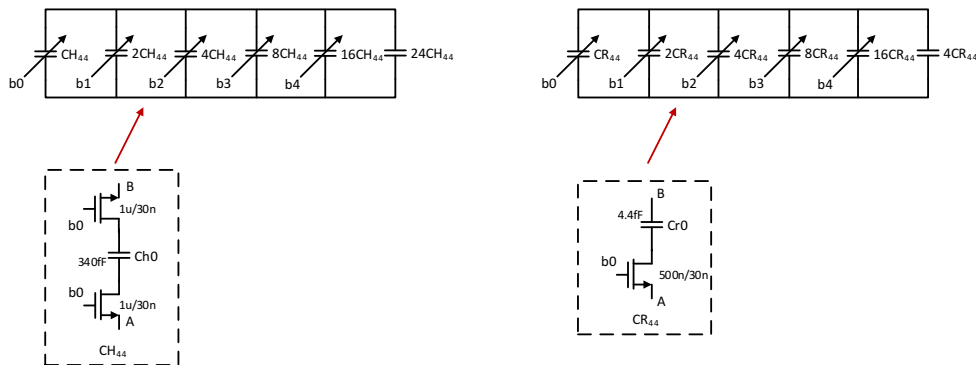 CH44
2CH44
4CH44
8CH44
16CH44
24CH44
b0
b1
b2
b3
b4
CR44
2CR44
4CR44
8CR44
16CR44
4CR44
b0
b1
b2
b3
b4
B
1u/30n
b0
340fF
Ch0
b0
1u/30n
A
CH44
B
4.4fF
Cr0
b0
500n/30n
A
CR44